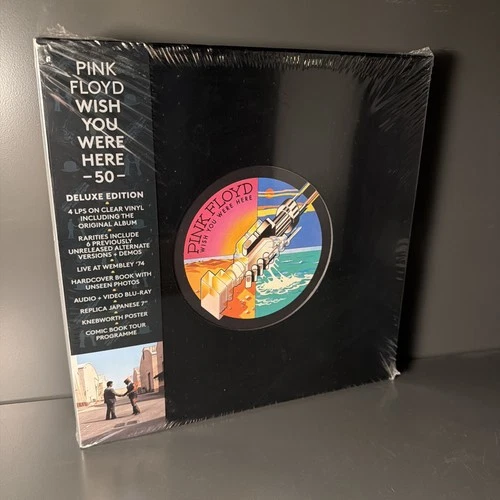 PINK
FLOYD
WISH
YOU
WERE
HERE
–50–
DELUXE EDITION
4 LPS ON CLEAR VINYL
INCLUDING THE
ORIGINAL ALBUM
RARITIES INCLUDE
6 PREVIOUSLY
UNRELEASED ALTERNATE
VERSIONS + DEMOS
LIVE AT WEMBLEY '74
HARDCOVER BOOK WITH
UNSEEN PHOTOS
AUDIO + VIDEO BLU-RAY
REPLICA JAPANESE 7"
KNEBWORTH POSTER
COMIC BOOK TOUR
PROGRAMME
PINK FLOYD
WISH YOU WERE HERE